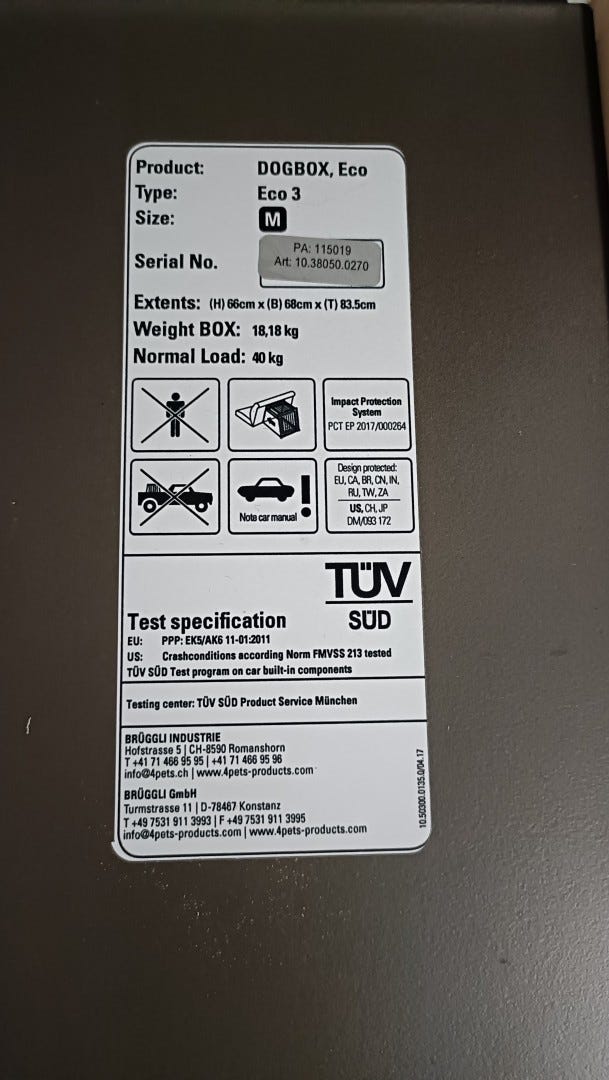 Product: DOGBOX, Eco
Type: Eco 3
Size: M
Serial No.
PA: 115019
Art: 10.38050.0270
Extents: (H) 66cm x (B) 68cm x (T) 83.5cm
Weight BOX: 18,18 kg
Normal Load: 40 kg
Impact Protection
System
PCT EP 2017/000264
Note car manual
!
Design protected:
EU, CA, BR, CN, IN,
RU, TW, ZA
US, CH, JP
DM/093 172
TÜV
SÜD
Test specification
EU: PPP: EK5/AK6 11-01:2011
US: Crashconditions according Norm FMVSS 213 tested
TÜV SÜD Test program on car built-in components
Testing center: TÜV SÜD Product Service München
BRÜGGLI INDUSTRIE
Hofstrasse 5 | CH-8590 Romanshorn
T +41 71 466 95 95 | +41 71 466 95 96
info@4pets.ch | www.4pets-products.com
BRÜGGLI GmbH
Turmstrasse 11 | D-78467 Konstanz
T +49 7531 911 3993 | F +49 7531 911 3995
info@4pets-products.com | www.4pets-products.com
10.50300.0135.0/04.17